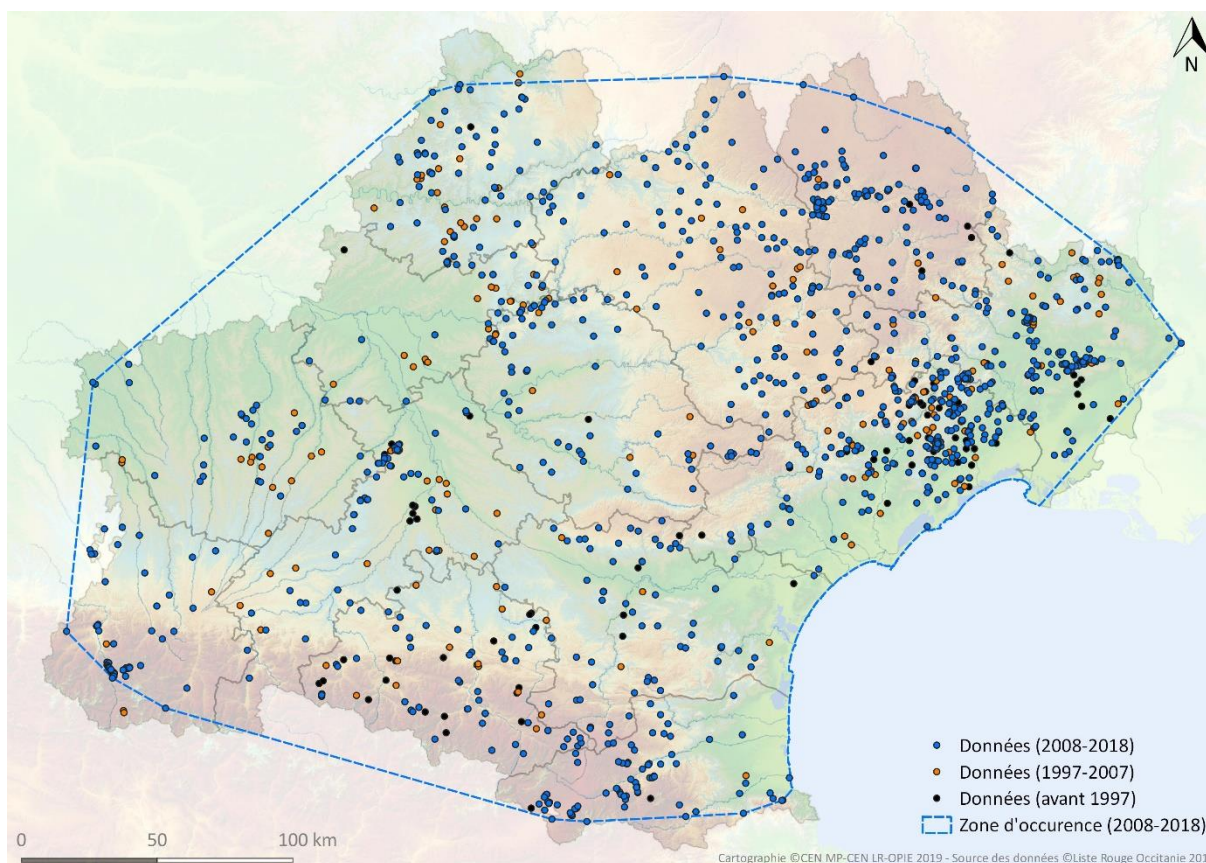 N
Données (2008-2018)
Données (1997-2007)
Données (avant 1997)
Zone d'occurence (2008-2018)
0 50 100 km
Cartographie ©CEN MP-CEN LR-OPIE 2019 - Source des données ©Liste Rouge Occitanie 201